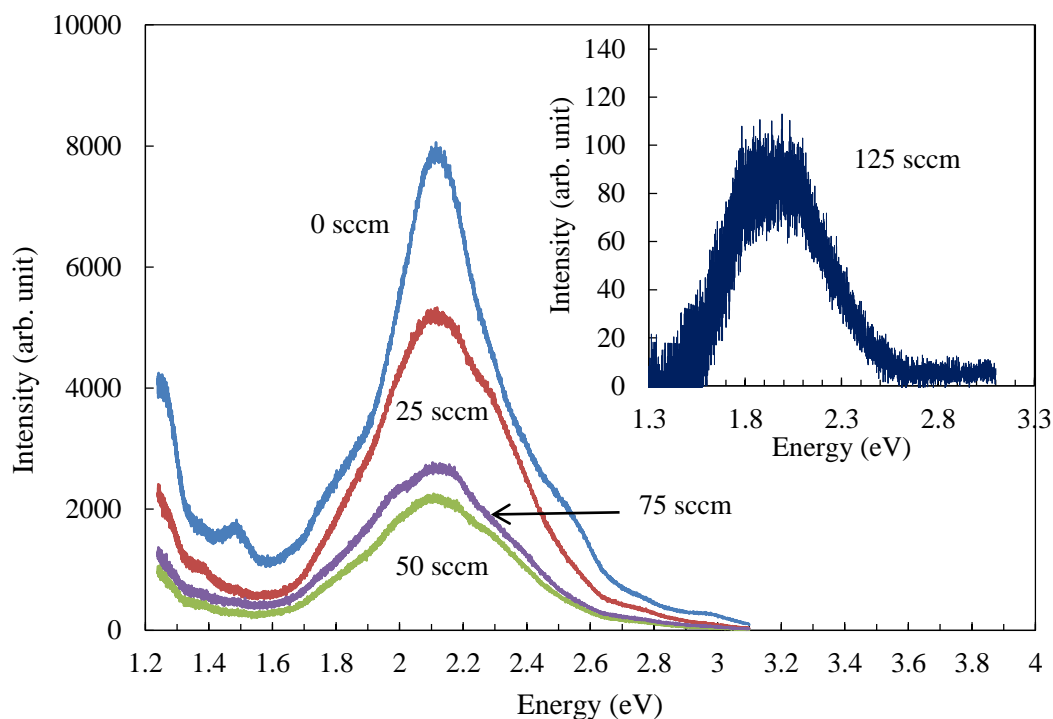 10000
8000
6000
4000
2000
0
Intensity (arb. unit)
1.2 1.4 1.6 1.8 2 2.2 2.4 2.6 2.8 3 3.2 3.4 3.6 3.8 4
Energy (eV)
0 sccm
25 sccm
75 sccm
50 sccm
140
120
100
80
60
40
20
0
Intensity (arb. unit)
125 sccm
1.3 1.8 2.3 2.8 3.3
Energy (eV)